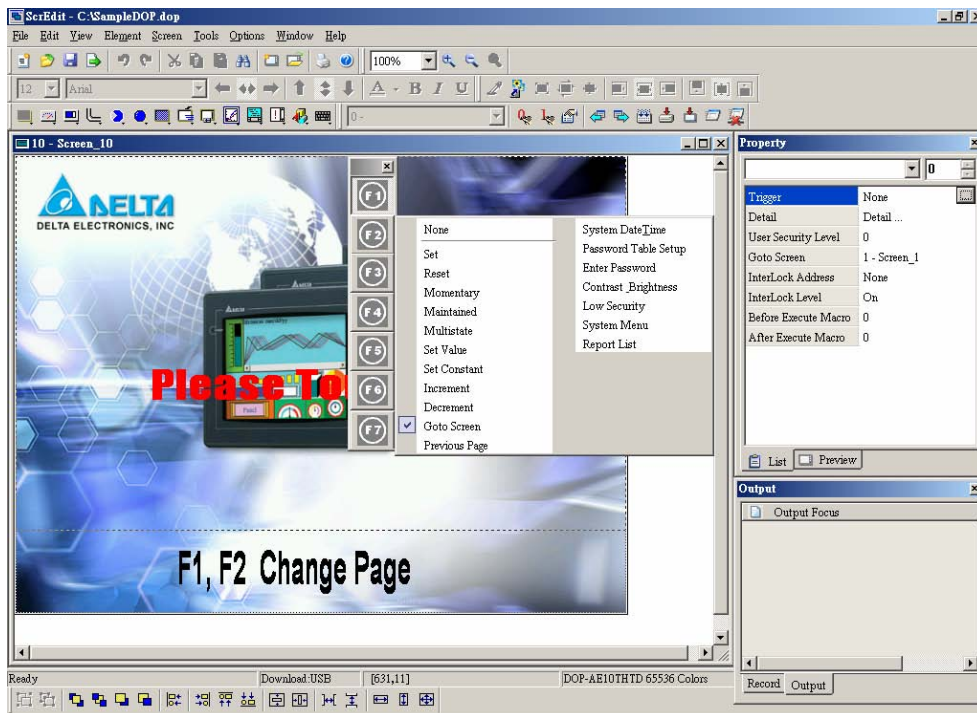 ScrEdit - C:\SampleDOP.dop
File Edit View Element Screen Tools Options Window Help
100%
12 Arial
A B I U
0 -
10 - Screen_10
DELTA
DELTA ELECTRONICS, INC
F1
F2
F3
F4
F5
F6
F7
None
Set
Reset
Momentary
Maintained
Multistate
Set Value
Set Constant
Increment
Decrement
Goto Screen
Previous Page
System DateTime
Password Table Setup
Enter Password
Contrast_Brightness
Low Security
System Menu
Report List
Please To
F1, F2 Change Page
Property
0
Trigger None
Detail Detail ...
User Security Level 0
Goto Screen 1 - Screen_1
InterLock Address None
InterLock Level On
Before Execute Macro 0
After Execute Macro 0
List Preview
Output
Output Focus
Record Output
Ready Download:USB [631,11] DOP-AE10THTD 65536 Colors